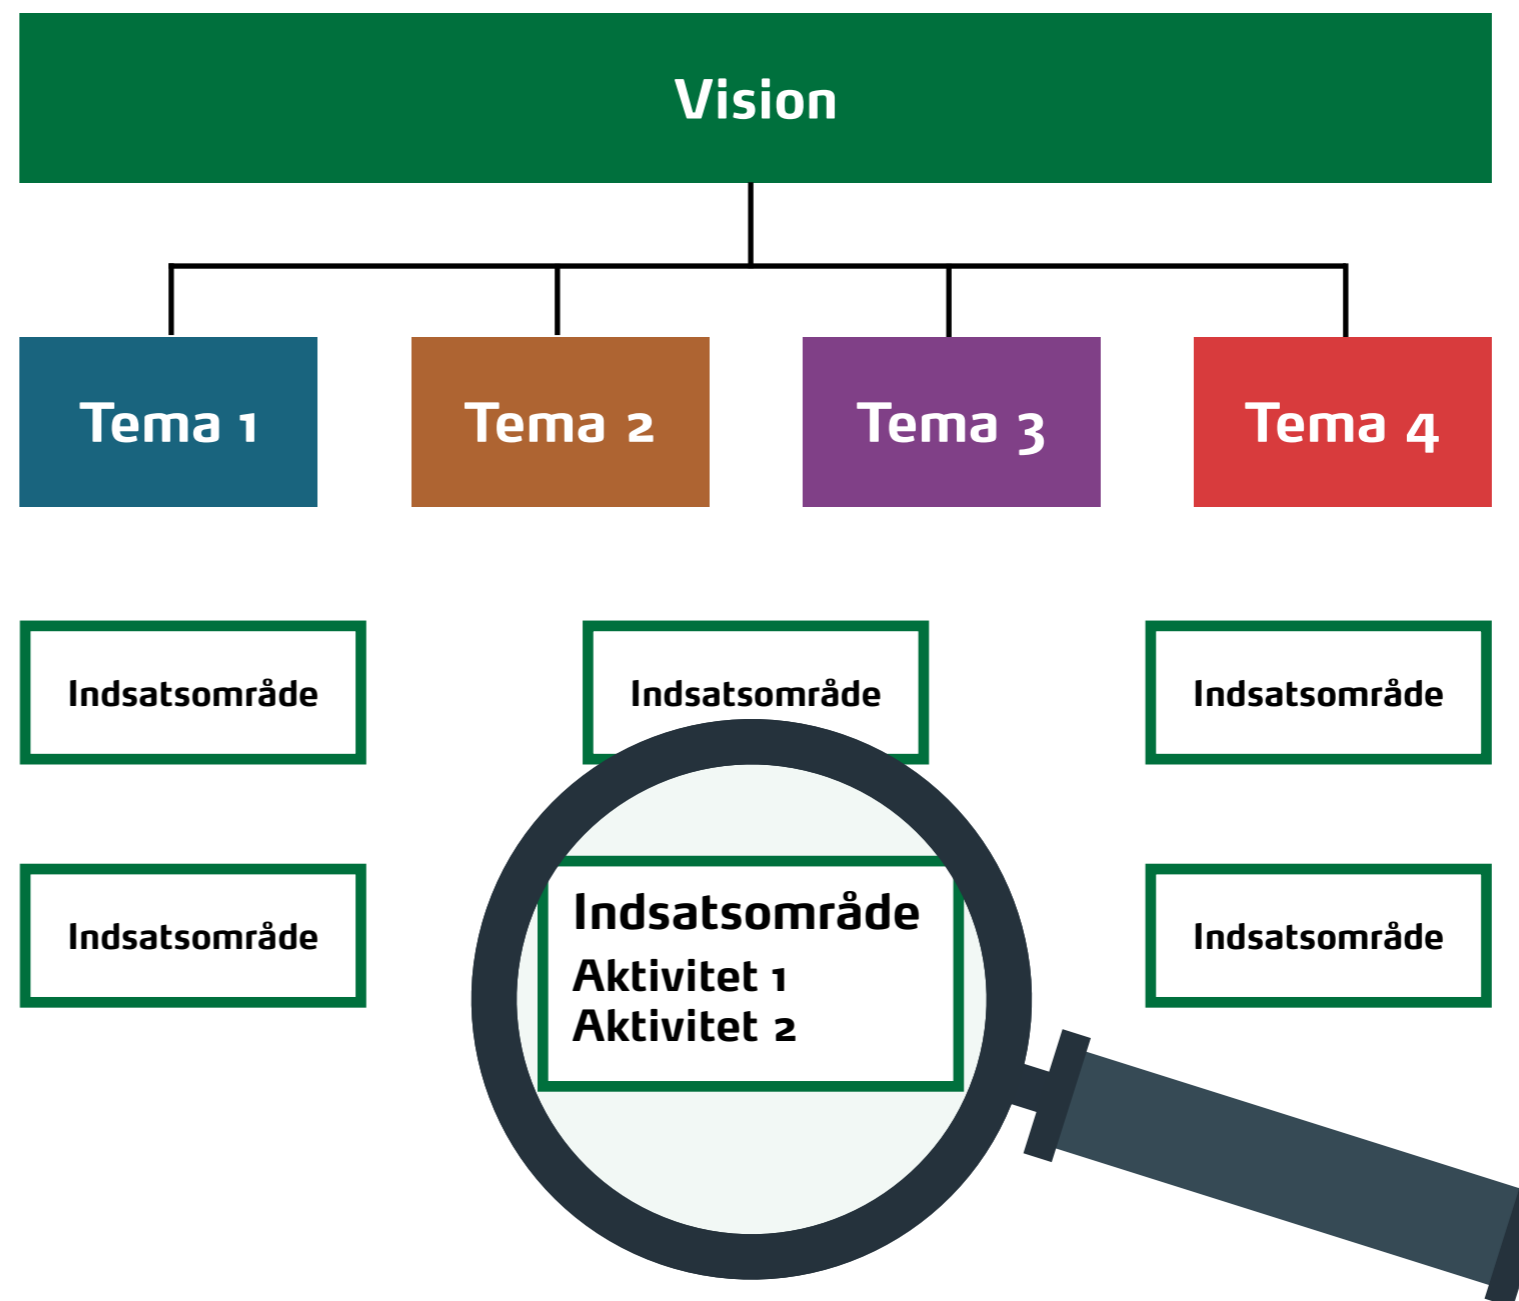 Vision
Tema 1
Tema 2
Tema 3
Tema 4
Indsatsområde
Indsatsområde
Indsatsområde
Indsatsområde
Indsatsområde
Aktivitet 1
Aktivitet 2
Indsatsområde